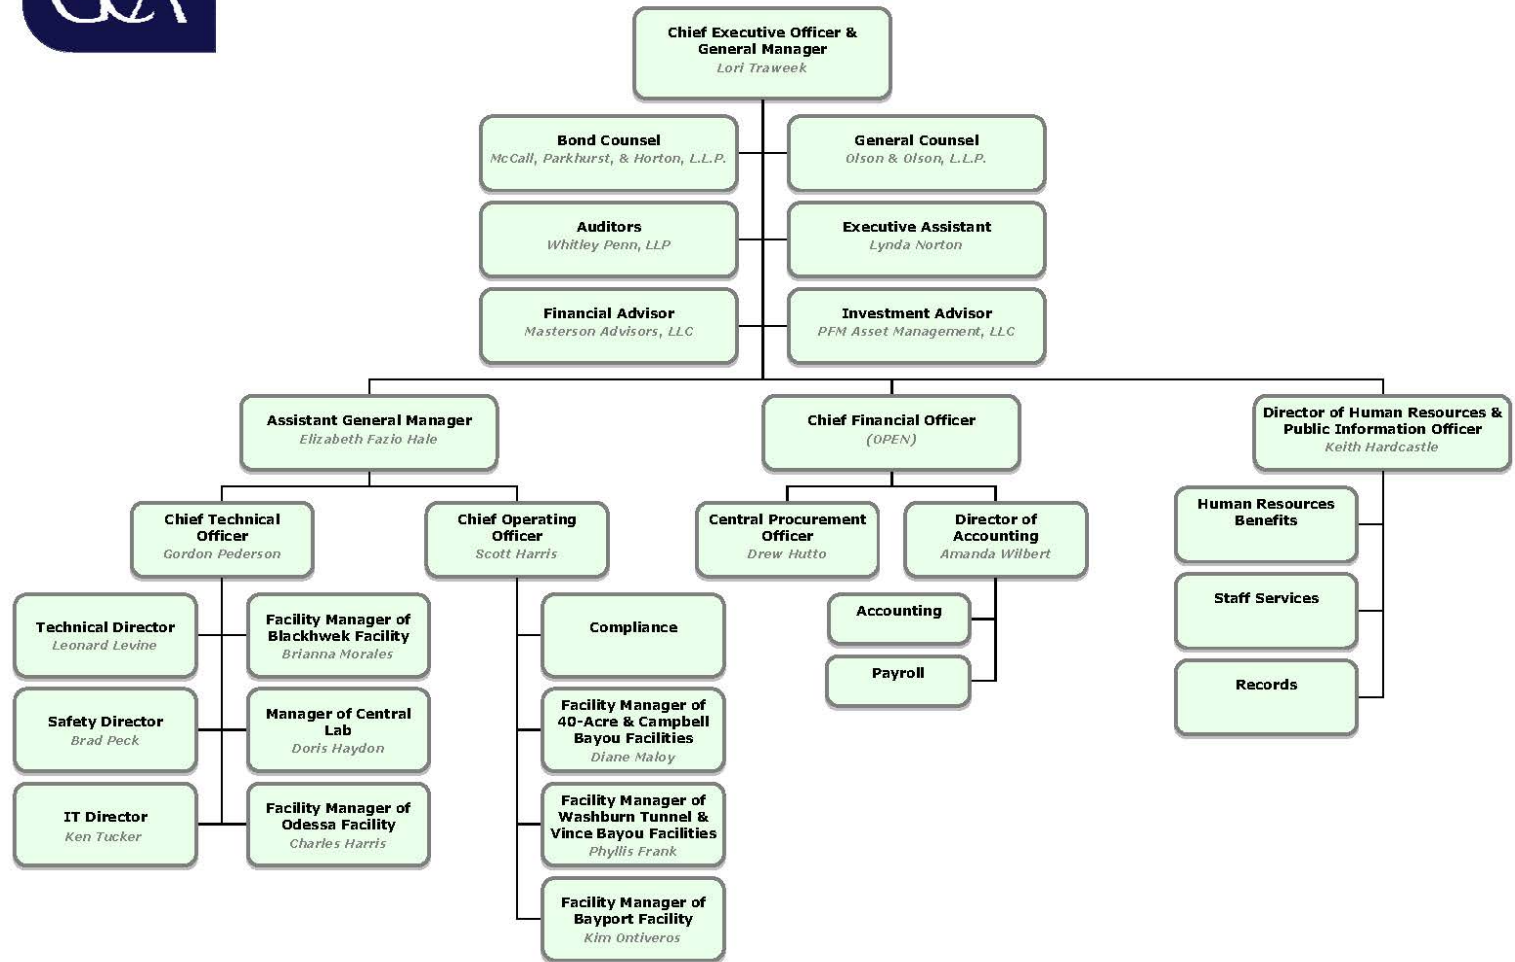 GCA
Chief Executive Officer &
General Manager
Lori Traweek
Bond Counsel
McCall, Parkhurst, & Horton, L.L.P.
General Counsel
Olson & Olson, L.L.P.
Auditors
Whitley Penn, LLP
Executive Assistant
Lynda Norton
Financial Advisor
Masterson Advisors, LLC
Investment Advisor
PFM Asset Management, LLC
Assistant General Manager
Elizabeth Fazio Hale
Chief Financial Officer
(OPEN)
Director of Human Resources &
Public Information Officer
Keith Hardcastle
Chief Technical
Officer
Gordon Pederson
Chief Operating
Officer
Scott Harris
Central Procurement
Officer
Drew Hutto
Director of
Accounting
Amanda Wilbert
Human Resources
Benefits
Staff Services
Records
Technical Director
Leonard Levine
Facility Manager of
Blackhwek Facility
Brianna Morales
Compliance
Accounting
Payroll
Safety Director
Brad Peck
Manager of Central
Lab
Doris Haydon
Facility Manager of
40-Acre & Campbell
Bayou Facilities
Diane Maloy
IT Director
Ken Tucker
Facility Manager of
Odessa Facility
Charles Harris
Facility Manager of
Washburn Tunnel &
Vince Bayou Facilities
Phyllis Frank
Facility Manager of
Bayport Facility
Kim Ontiveros